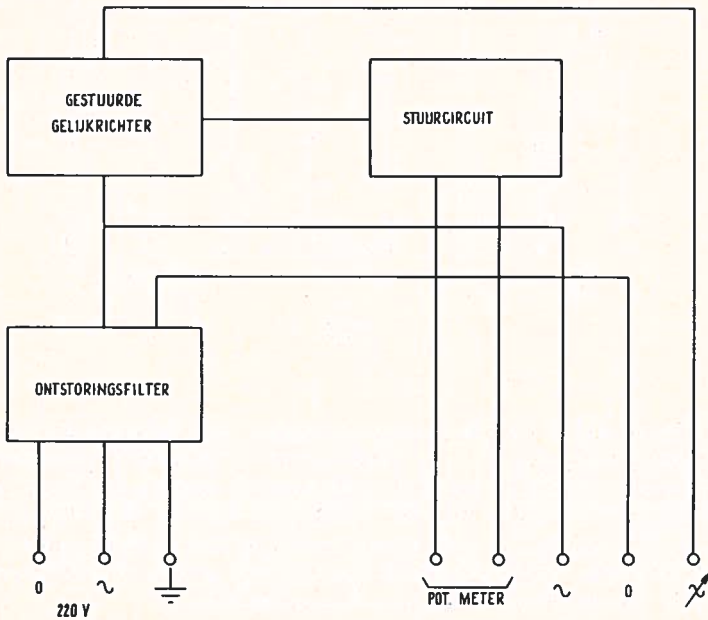 GESTUURDE
GELIJKRICHTER
STUURCIRCUIT
ONTSTORINGSFILTER
0 ~
220 V
POT. METER ~ 0 ~